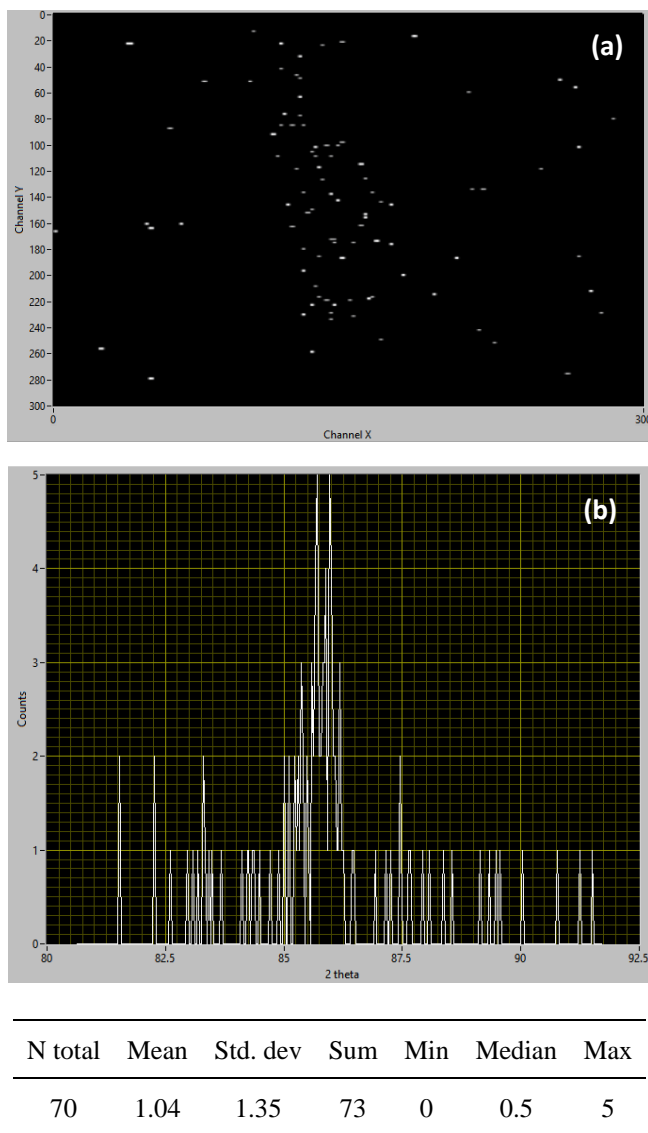 (a)
0
20
40
60
80
100
120
140
160
180
200
220
240
260
280
300
Channel Y
0 300
Channel X
(b)
5
4
3
2
1
0
Counts
80 82.5 85 87.5 90 92.5
2 theta
N total Mean Std. dev Sum Min Median Max
70 1.04 1.35 73 0 0.5 5